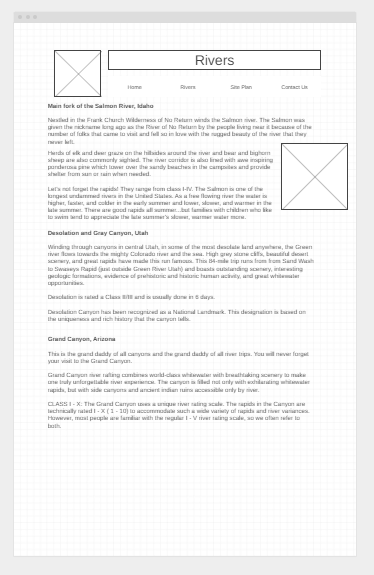 Rivers
Home Rivers Site Plan Contact Us
Main fork of the Salmon River, Idaho
Nestled in the Frank Church Wilderness of No Return winds the Salmon river. The Salmon was
given the nickname long ago as the River of No Return by the people living near it because of the
number of folks that came to visit and fell so in love with the rugged beauty of the river that they
never left.
Herds of elk and deer graze on the hillsides around the river and bear and bighorn
sheep are also commonly sighted. The river corridor is also lined with awe inspiring
ponderosa pine which tower over the sandy beaches in the campsites and provide
shelter from sun or rain when needed.
Let's not forget the rapids! They range from class I-IV. The Salmon is one of the
longest undammed rivers in the United States. As a free flowing river the water is
higher, faster, and colder in the early summer and lower, slower, and warmer in the
late summer. There are good rapids all summer...but families with children who like
to swim tend to appreciate the late summer's slower, warmer water more.
Desolation and Gray Canyon, Utah
Winding through canyons in central Utah, in some of the most desolate land anywhere, the Green
river flows towards the mighty Colorado river and the sea. High grey stone cliffs, beautiful desert
scenery, and great rapids have made this run famous. This 84-mile trip runs from from Sand Wash
to Swaseys Rapid (just outside Green River Utah) and boasts outstanding scenery, interesting
geologic formations, evidence of prehistoric and historic human activity, and great whitewater
opportunities.
Desolation is rated a Class II/III and is usually done in 6 days.
Desolation Canyon has been recognized as a National Landmark. This designation is based on
the uniqueness and rich history that the canyon tells.
Grand Canyon, Arizona
This is the grand daddy of all canyons and the grand daddy of all river trips. You will never forget
your visit to the Grand Canyon.
Grand Canyon river rafting combines world-class whitewater with breathtaking scenery to make
one truly unforgettable river experience. The canyon is filled not only with exhilarating whitewater
rapids, but with side canyons and ancient indian ruins accessible only by river.
CLASS I - X: The Grand Canyon uses a unique river rating scale. The rapids in the Canyon are
technically rated I - X ( 1 - 10) to accommodate such a wide variety of rapids and river variances.
However, most people are familiar with the regular I - V river rating scale, so we often refer to
both.